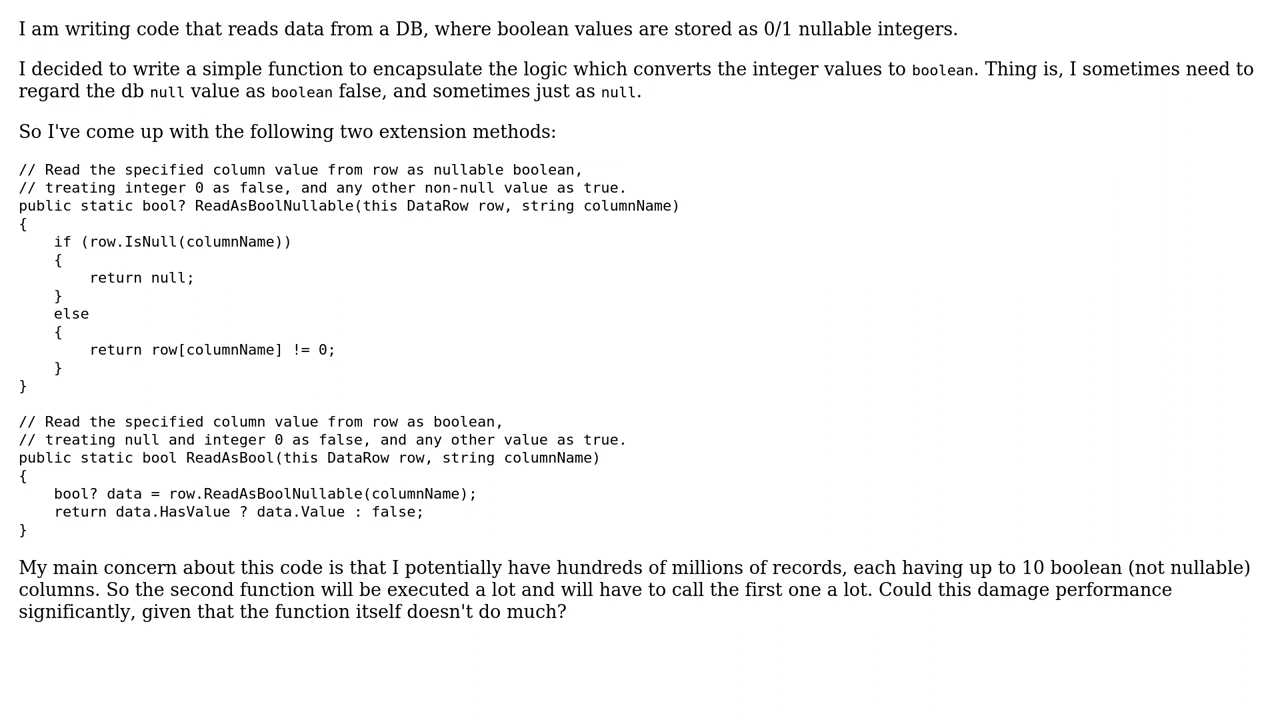 I am writing code that reads data from a DB, where boolean values are stored as 0/1 nullable integers.
I decided to write a simple function to encapsulate the logic which converts the integer values to boolean. Thing is, I sometimes need to
regard the db null value as boolean false, and sometimes just as null.
So I've come up with the following two extension methods:
// Read the specified column value from row as nullable boolean,
// treating integer 0 as false, and any other non-null value as true.
public static bool? ReadAsBoolNullable(this DataRow row, string columnName)
{
    if (row.IsNull(columnName))
    {
        return null;
    }
    else
    {
        return row[columnName] != 0;
    }
}
// Read the specified column value from row as boolean,
// treating null and integer 0 as false, and any other value as true.
public static bool ReadAsBool(this DataRow row, string columnName)
{
    bool? data = row.ReadAsBoolNullable(columnName);
    return data.HasValue ? data.Value : false;
}
My main concern about this code is that I potentially have hundreds of millions of records, each having up to 10 boolean (not nullable)
columns. So the second function will be executed a lot and will have to call the first one a lot. Could this damage performance
significantly, given that the function itself doesn't do much?